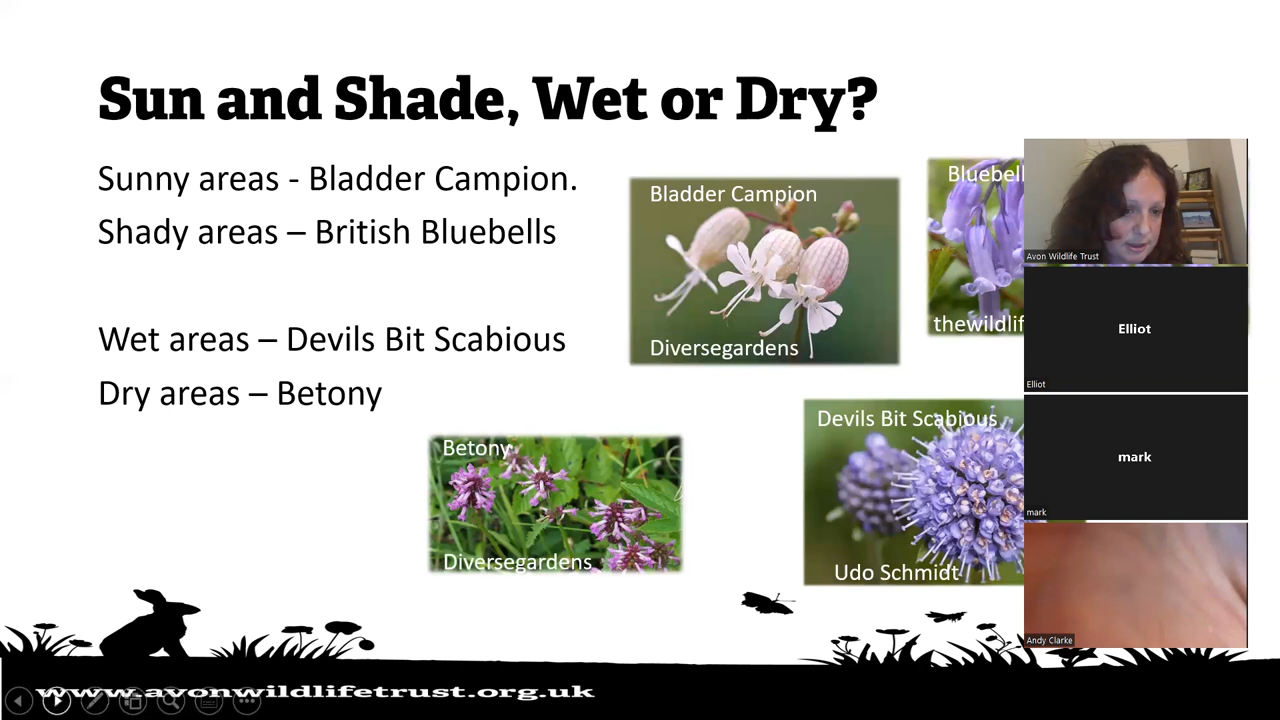 Sun and Shade, Wet or Dry?
Sunny areas - Bladder Campion.
Shady areas – British Bluebells
Wet areas – Devils Bit Scabious
Dry areas – Betony
Bladder Campion
Diversegardens
Bluebell
thewildlif
Betony
Diversegardens
Devils Bit Scabious
Udo Schmidt
Avon Wildlife Trust
Elliot
Elliot
mark
mark
Andy Clarke
www.avonwildlifetrust.org.uk